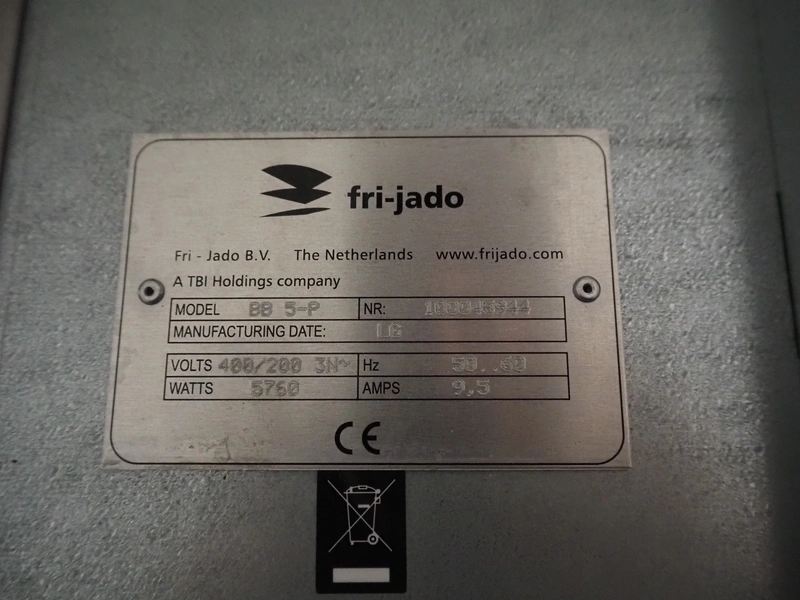 fri-jado
Fri - Jado B.V. The Netherlands www.frijado.com
A TBI Holdings company
MODEL BB 5-P NR:
MANUFACTURING DATE: LG
VOLTS 400/200 3N~ Hz 50..60
WATTS 5760 AMPS 9,5
CE